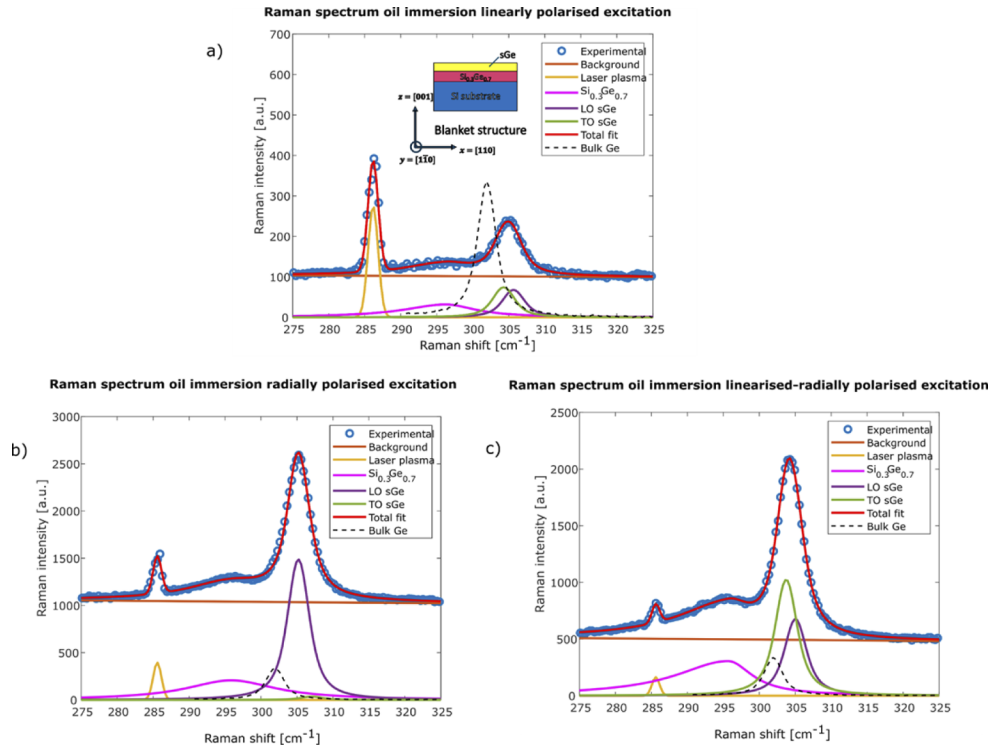 Raman spectrum oil immersion linearly polarised excitation
a)
700
600
500
400
300
200
100
0
Raman intensity [a.u.]
275 285 290 295 300 305 310 315 320 325
Raman shift [cm⁻¹]
sGe
Si₀.₃Ge₀.₇
Si substrate
z = [001]
Blanket structure
y = [11̄0]
x = [110]
Experimental
Background
Laser plasma
Si₀.₃Ge₀.₇
LO sGe
TO sGe
Total fit
Bulk Ge
Raman spectrum oil immersion radially polarised excitation
b)
3000
2500
2000
1500
1000
500
0
Raman intensity [a.u.]
275 285 290 295 300 305 310 315 320 325
Raman shift [cm⁻¹]
Experimental
Background
Laser plasma
Si₀.₃Ge₀.₇
LO sGe
TO sGe
Total fit
Bulk Ge
Raman spectrum oil immersion linearised-radially polarised excitation
c)
2500
2000
1500
1000
500
0
Raman intensity [a.u.]
275 285 290 295 300 305 310 315 320 325
Raman shift [cm⁻¹]
Experimental
Background
Laser plasma
Si₀.₃Ge₀.₇
LO sGe
TO sGe
Total fit
Bulk Ge